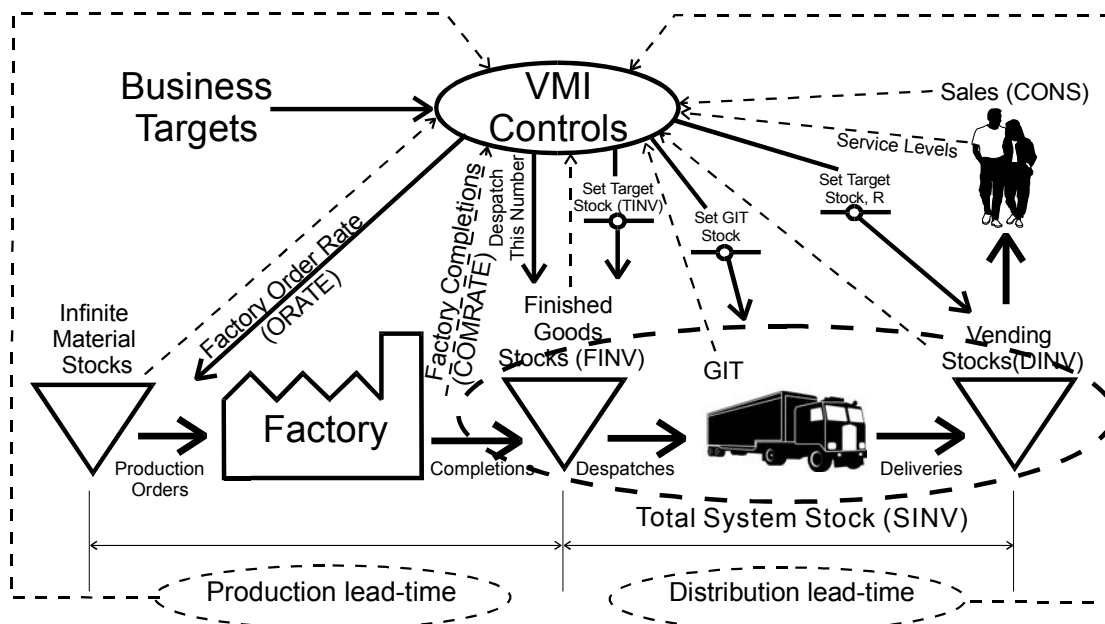 Business
Targets
VMI
Controls
Sales (CONS)
Service Levels
Set Target
Stock, R
Set Target
Stock (TINV)
Set GIT
Stock
Despatch
This Number
Factory Completions
(COMRATE)
Factory Order Rate
(ORATE)
Infinite
Material
Stocks
Finished
Goods
Stocks (FINV)
GIT
Vending
Stocks(DINV)
Factory
Production
Orders
Completions
Despatches
Deliveries
Total System Stock (SINV)
Production lead-time
Distribution lead-time